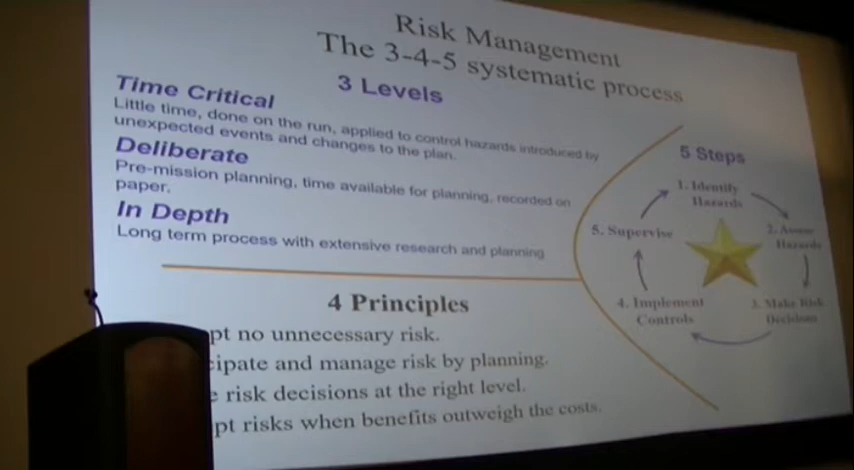 Risk Management
The 3-4-5 systematic process
3 Levels
Time Critical
Little time, done on the run, applied to control hazards introduced by
unexpected events and changes to the plan.
Deliberate
Pre-mission planning, time available for planning, recorded on
paper.
In Depth
Long term process with extensive research and planning
4 Principles
pt no unnecessary risk.
cipate and manage risk by planning.
e risk decisions at the right level.
pt risks when benefits outweigh the costs.
5 Steps
1. Identify
Hazards
2. Assess
Hazards
3. Make Risk
Decisions
4. Implement
Controls
5. Supervise